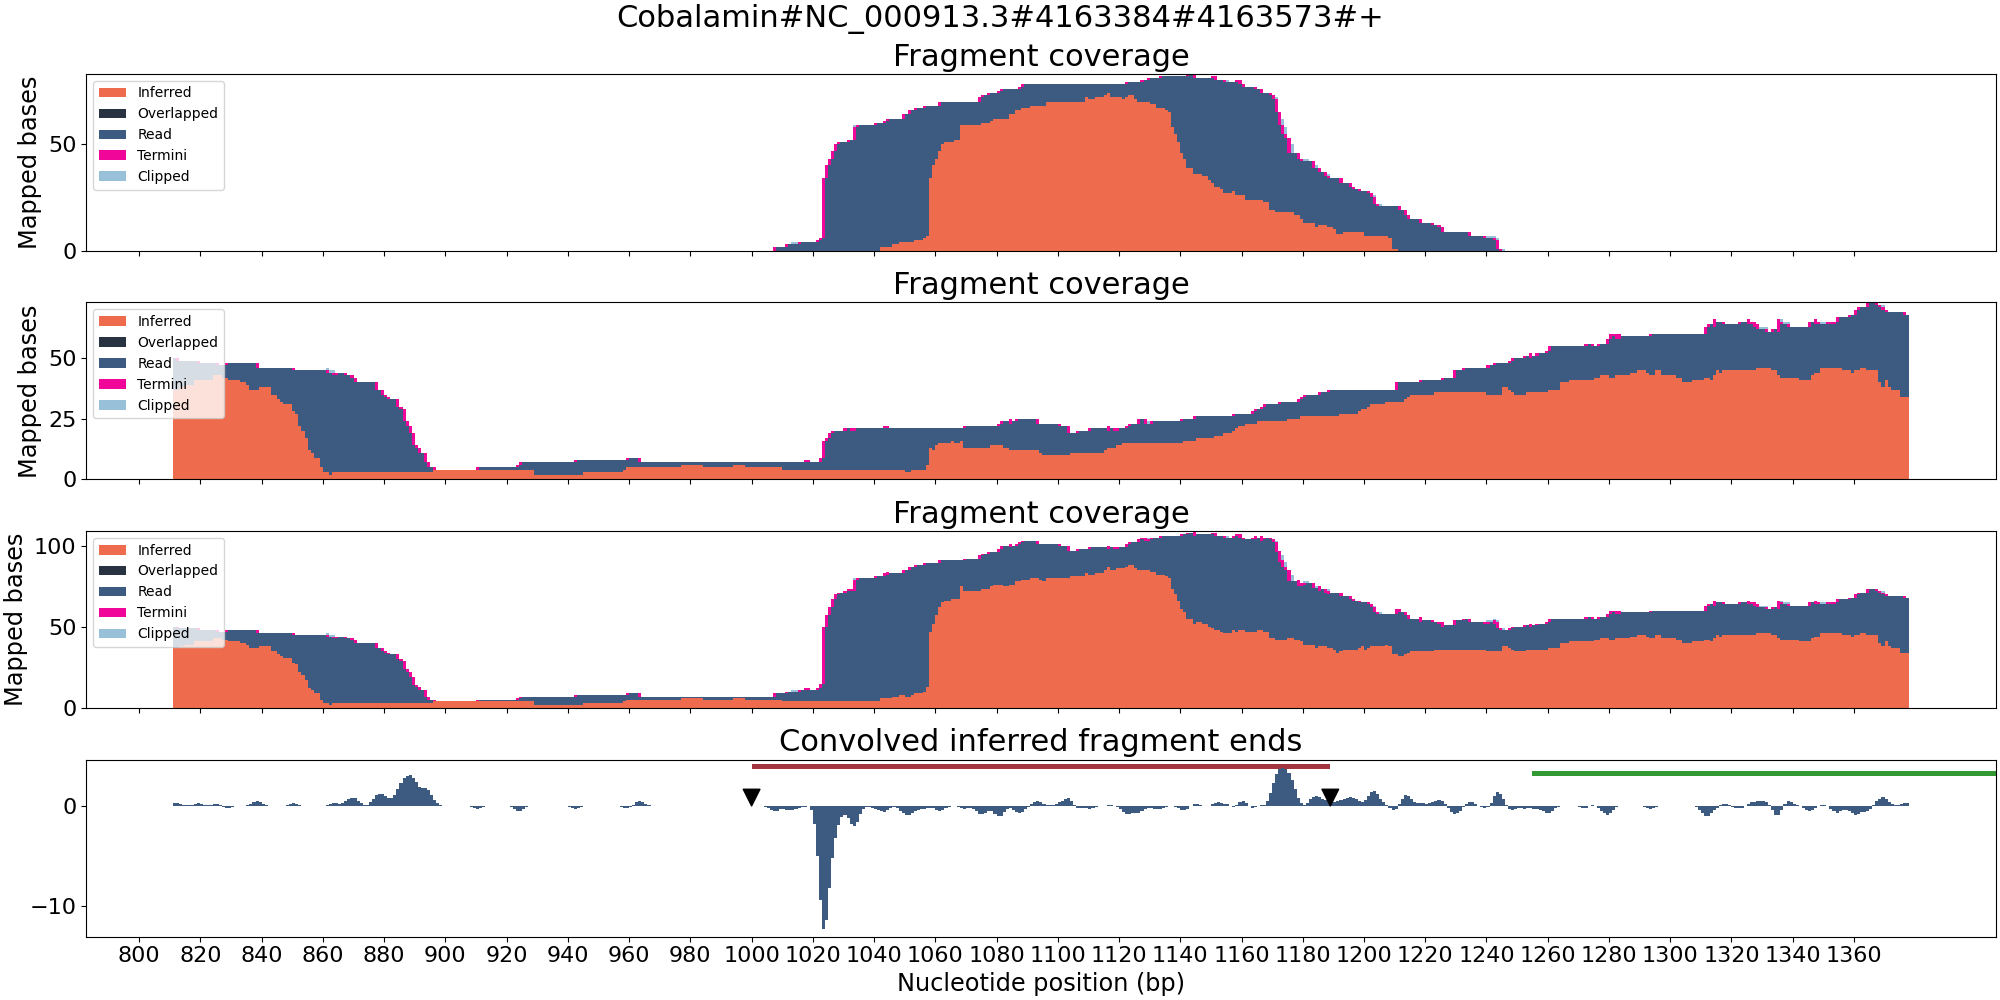 Cobalamin#NC_000913.3#4163384#4163573#+
Fragment coverage
Mapped bases
50
0
Inferred
Overlapped
Read
Termini
Clipped
Fragment coverage
Mapped bases
50
25
0
Inferred
Overlapped
Read
Termini
Clipped
Fragment coverage
Mapped bases
100
50
0
Inferred
Overlapped
Read
Termini
Clipped
Convolved inferred fragment ends
0
−10
800 820 840 860 880 900 920 940 960 980 1000 1020 1040 1060 1080 1100 1120 1140 1160 1180 1200 1220 1240 1260 1280 1300 1320 1340 1360
Nucleotide position (bp)